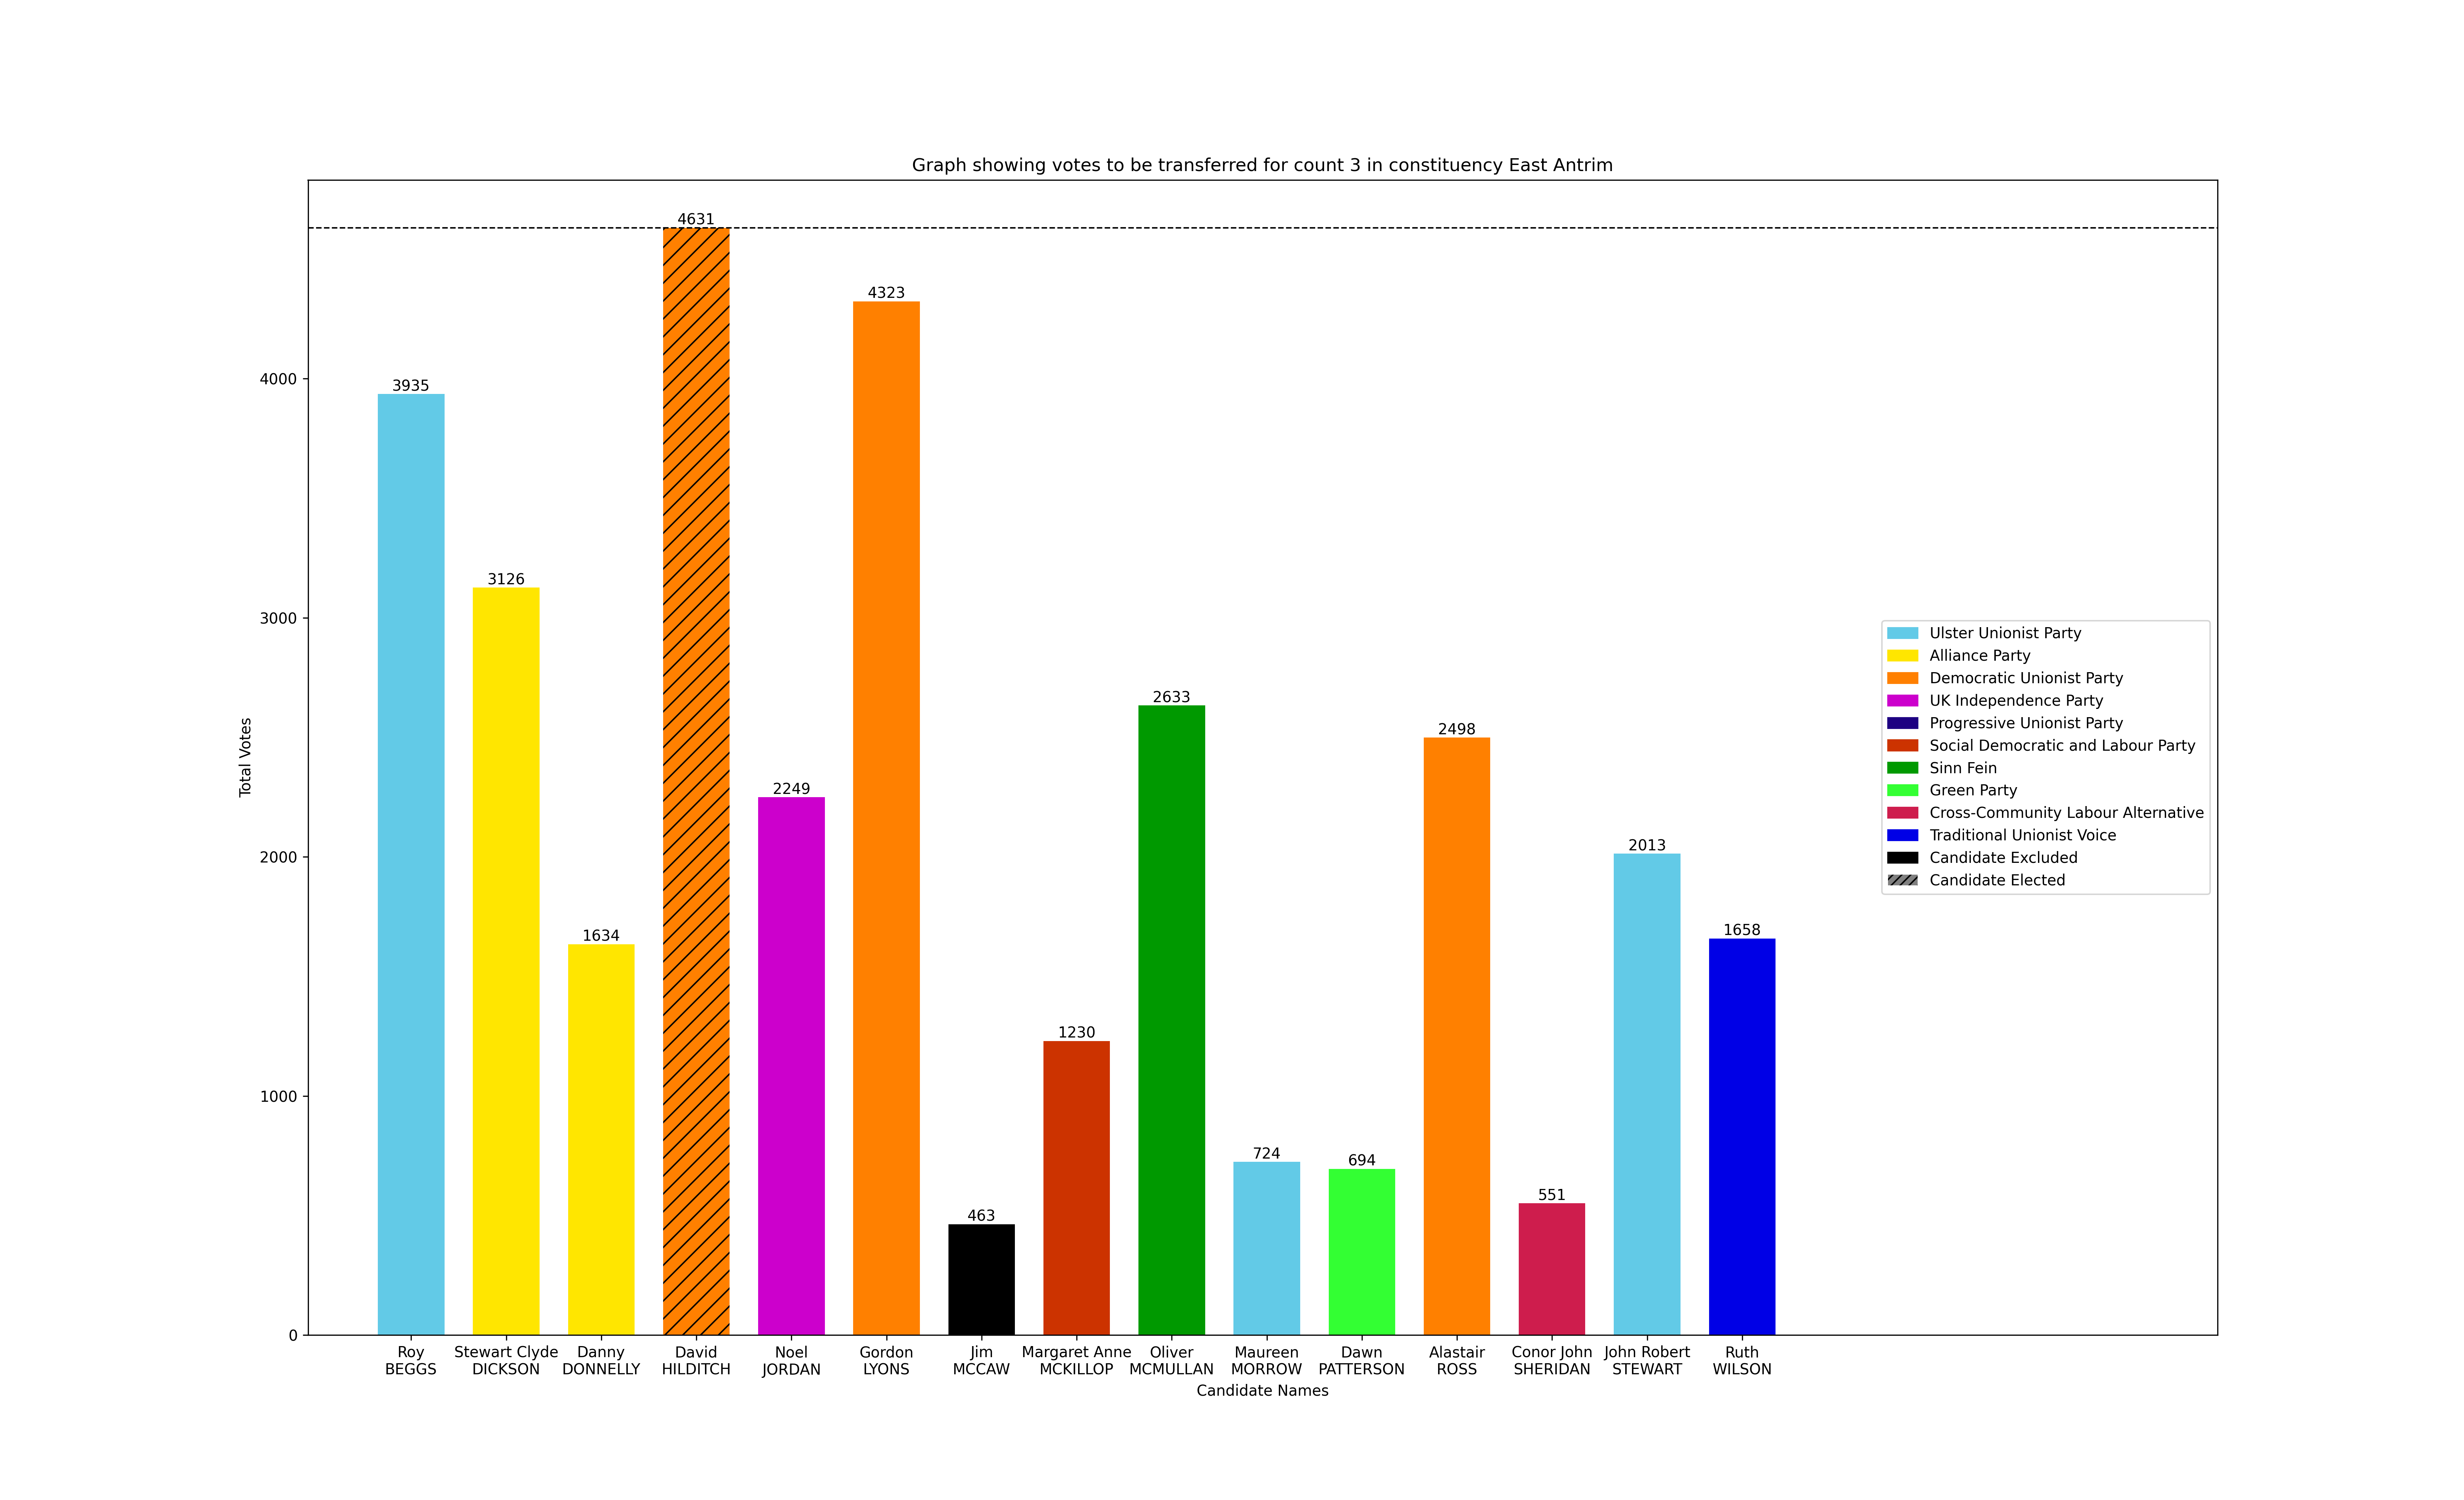 Graph showing votes to be transferred for count 3 in constituency East Antrim
Total Votes
4000
3000
2000
1000
0
3935
3126
1634
4631
2249
4323
463
1230
2633
724
694
2498
551
2013
1658
Ulster Unionist Party
Alliance Party
Democratic Unionist Party
UK Independence Party
Progressive Unionist Party
Social Democratic and Labour Party
Sinn Fein
Green Party
Cross-Community Labour Alternative
Traditional Unionist Voice
Candidate Excluded
Candidate Elected
Roy
BEGGS
Stewart Clyde
DICKSON
Danny
DONNELLY
David
HILDITCH
Noel
JORDAN
Gordon
LYONS
Jim
MCCAW
Margaret Anne
MCKILLOP
Oliver
MCMULLAN
Maureen
MORROW
Dawn
PATTERSON
Alastair
ROSS
Conor John
SHERIDAN
John Robert
STEWART
Ruth
WILSON
Candidate Names